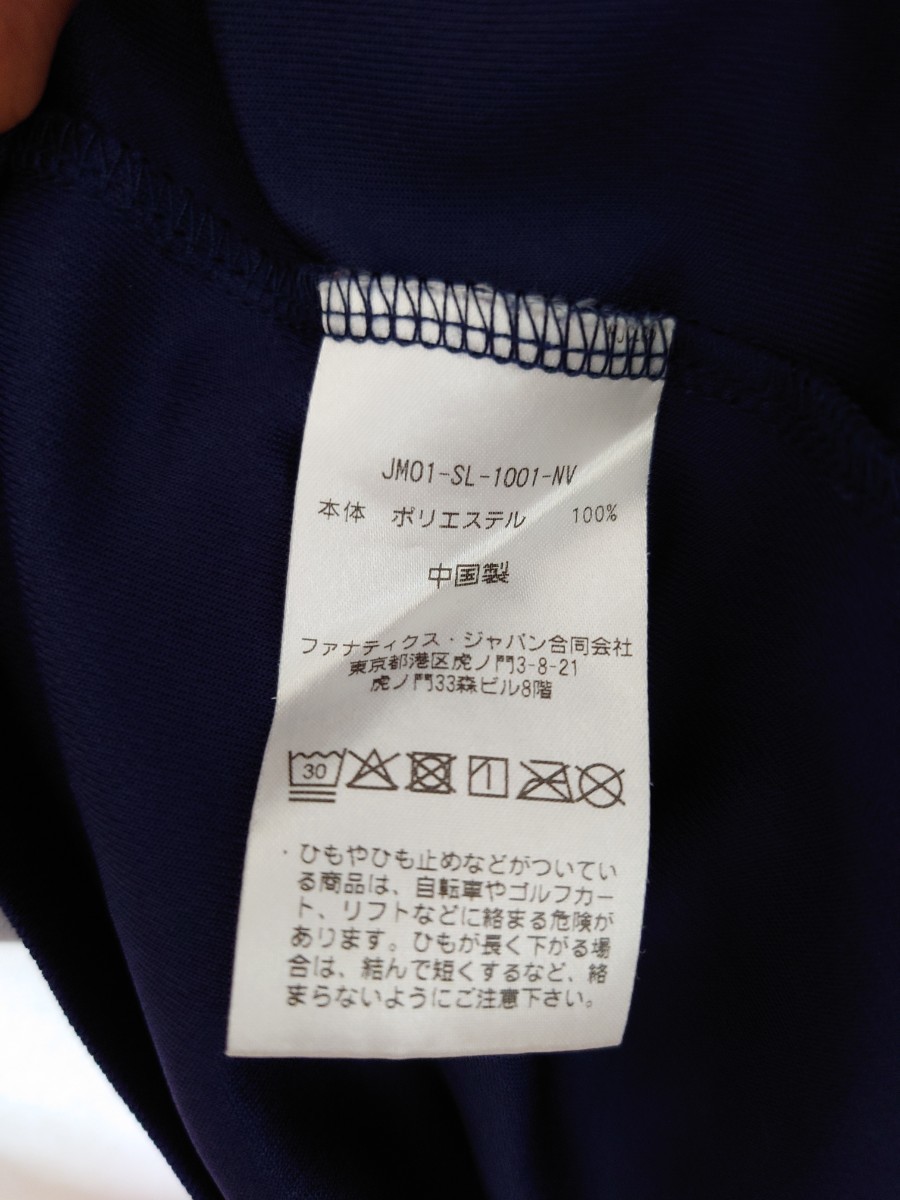 JM01-SL-1001-NV
本体 ポリエステル 100%
中国製
ファナティクス・ジャパン合同会社
東京都港区虎ノ門3-8-21
虎ノ門33森ビル8階
30
・ひもやひも止めなどがついてい
る商品は、自転車やゴルフカー
ト、リフトなどに絡まる危険が
あります。ひもが長く下がる場
合は、結んで短くするなど、絡
まらないようにご注意下さい。